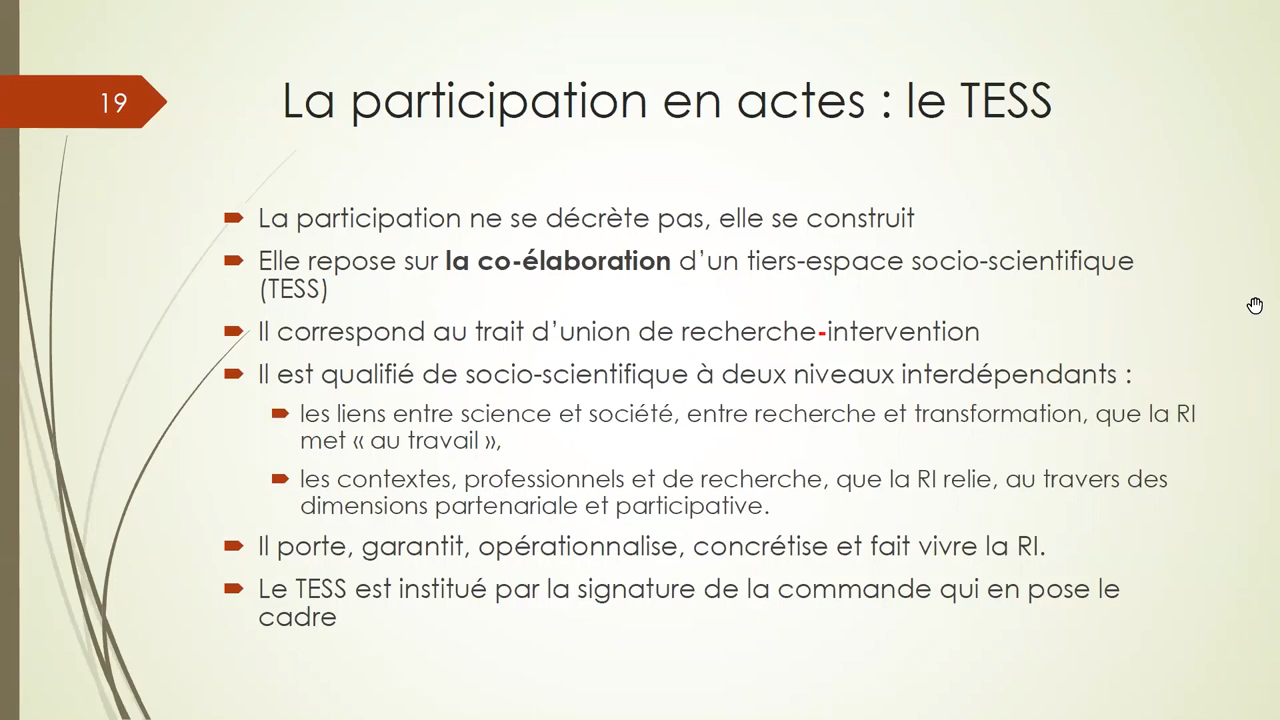 19
La participation en actes : le TESS
La participation ne se décrète pas, elle se construit
Elle repose sur la co-élaboration d’un tiers-espace socio-scientifique
(TESS)
Il correspond au trait d’union de recherche-intervention
Il est qualifié de socio-scientifique à deux niveaux interdépendants :
les liens entre science et société, entre recherche et transformation, que la RI
met « au travail »,
les contextes, professionnels et de recherche, que la RI relie, au travers des
dimensions partenariale et participative.
Il porte, garantit, opérationnalise, concrétise et fait vivre la RI.
Le TESS est institué par la signature de la commande qui en pose le
cadre